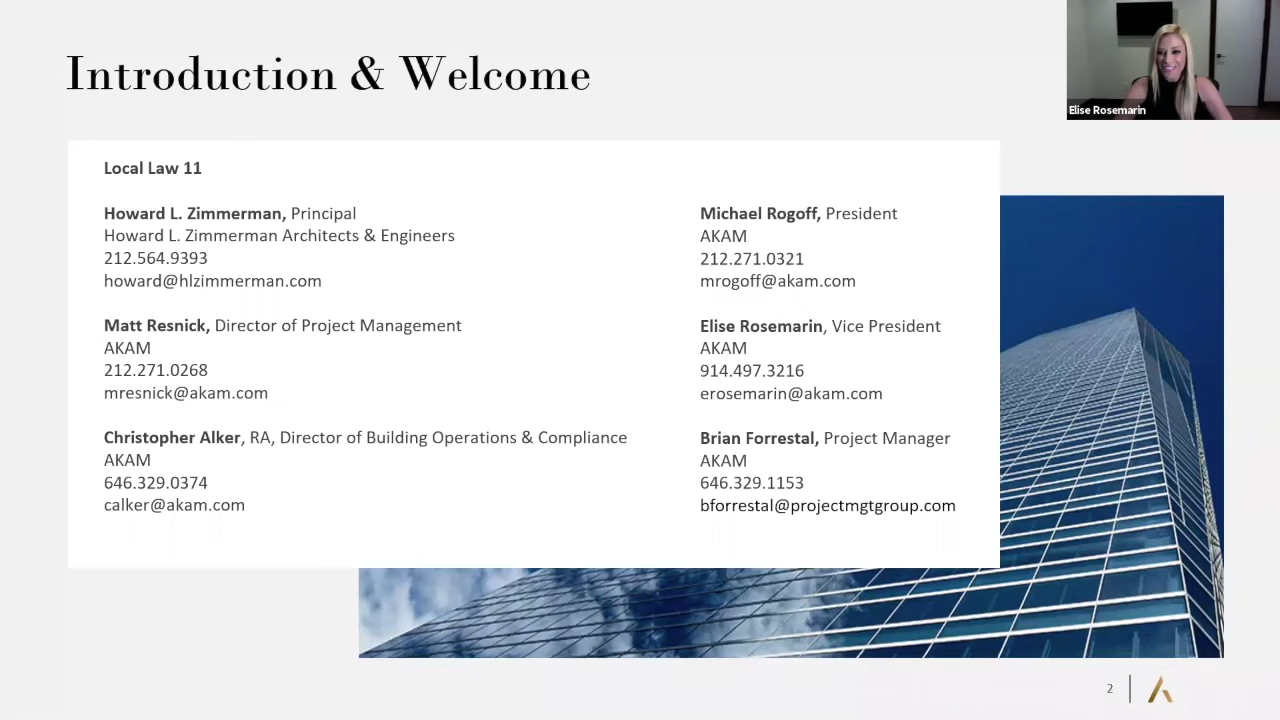 Introduction & Welcome
Elise Rosemarin
Local Law 11
Howard L. Zimmerman, Principal
Howard L. Zimmerman Architects & Engineers
212.564.9393
howard@hlzimmerman.com
Matt Resnick, Director of Project Management
AKAM
212.271.0268
mresnick@akam.com
Christopher Alker, RA, Director of Building Operations & Compliance
AKAM
646.329.0374
calker@akam.com
Michael Rogoff, President
AKAM
212.271.0321
mrogoff@akam.com
Elise Rosemarin, Vice President
AKAM
914.497.3216
erosemarin@akam.com
Brian Forrestal, Project Manager
AKAM
646.329.1153
bforrestal@projectmgtgroup.com
2